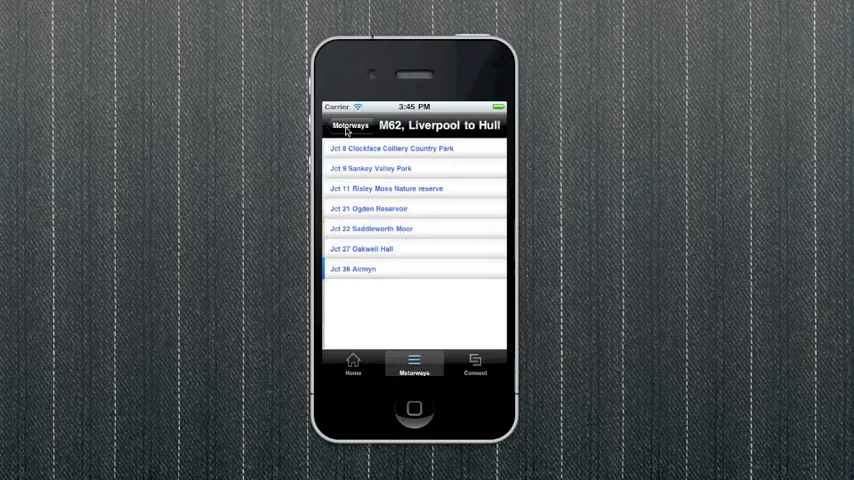 Carrier 3:45 PM
Motorways M62, Liverpool to Hull
Jct 8 Clockface Colliery Country Park
Jct 9 Sankey Valley Park
Jct 11 Risley Moss Nature reserve
Jct 21 Ogden Reservoir
Jct 22 Saddleworth Moor
Jct 27 Oakwell Hall
Jct 36 Airmyn
Home Motorways Connect